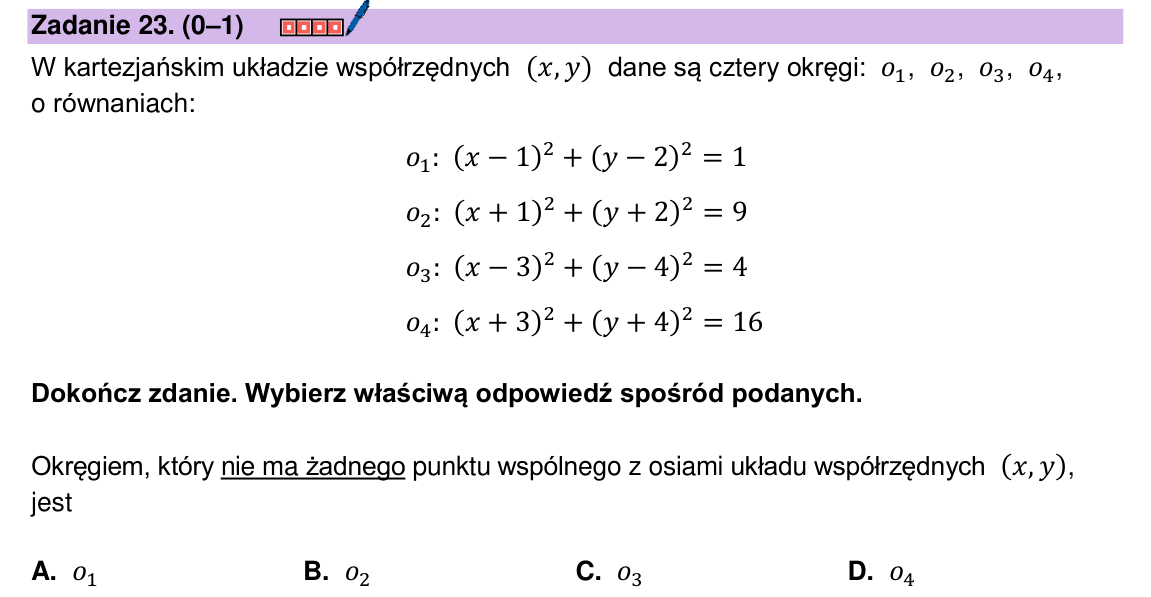 Zadanie 23. (0–1)
W kartezjańskim układzie współrzędnych (x, y) dane są cztery okręgi: o₁, o₂, o₃, o₄,
o równaniach:
o₁: (x − 1)² + (y − 2)² = 1
o₂: (x + 1)² + (y + 2)² = 9
o₃: (x − 3)² + (y − 4)² = 4
o₄: (x + 3)² + (y + 4)² = 16
Dokończ zdanie. Wybierz właściwą odpowiedź spośród podanych.
Okręgiem, który nie ma żadnego punktu wspólnego z osiami układu współrzędnych (x, y),
jest
A. o₁ B. o₂ C. o₃ D. o₄